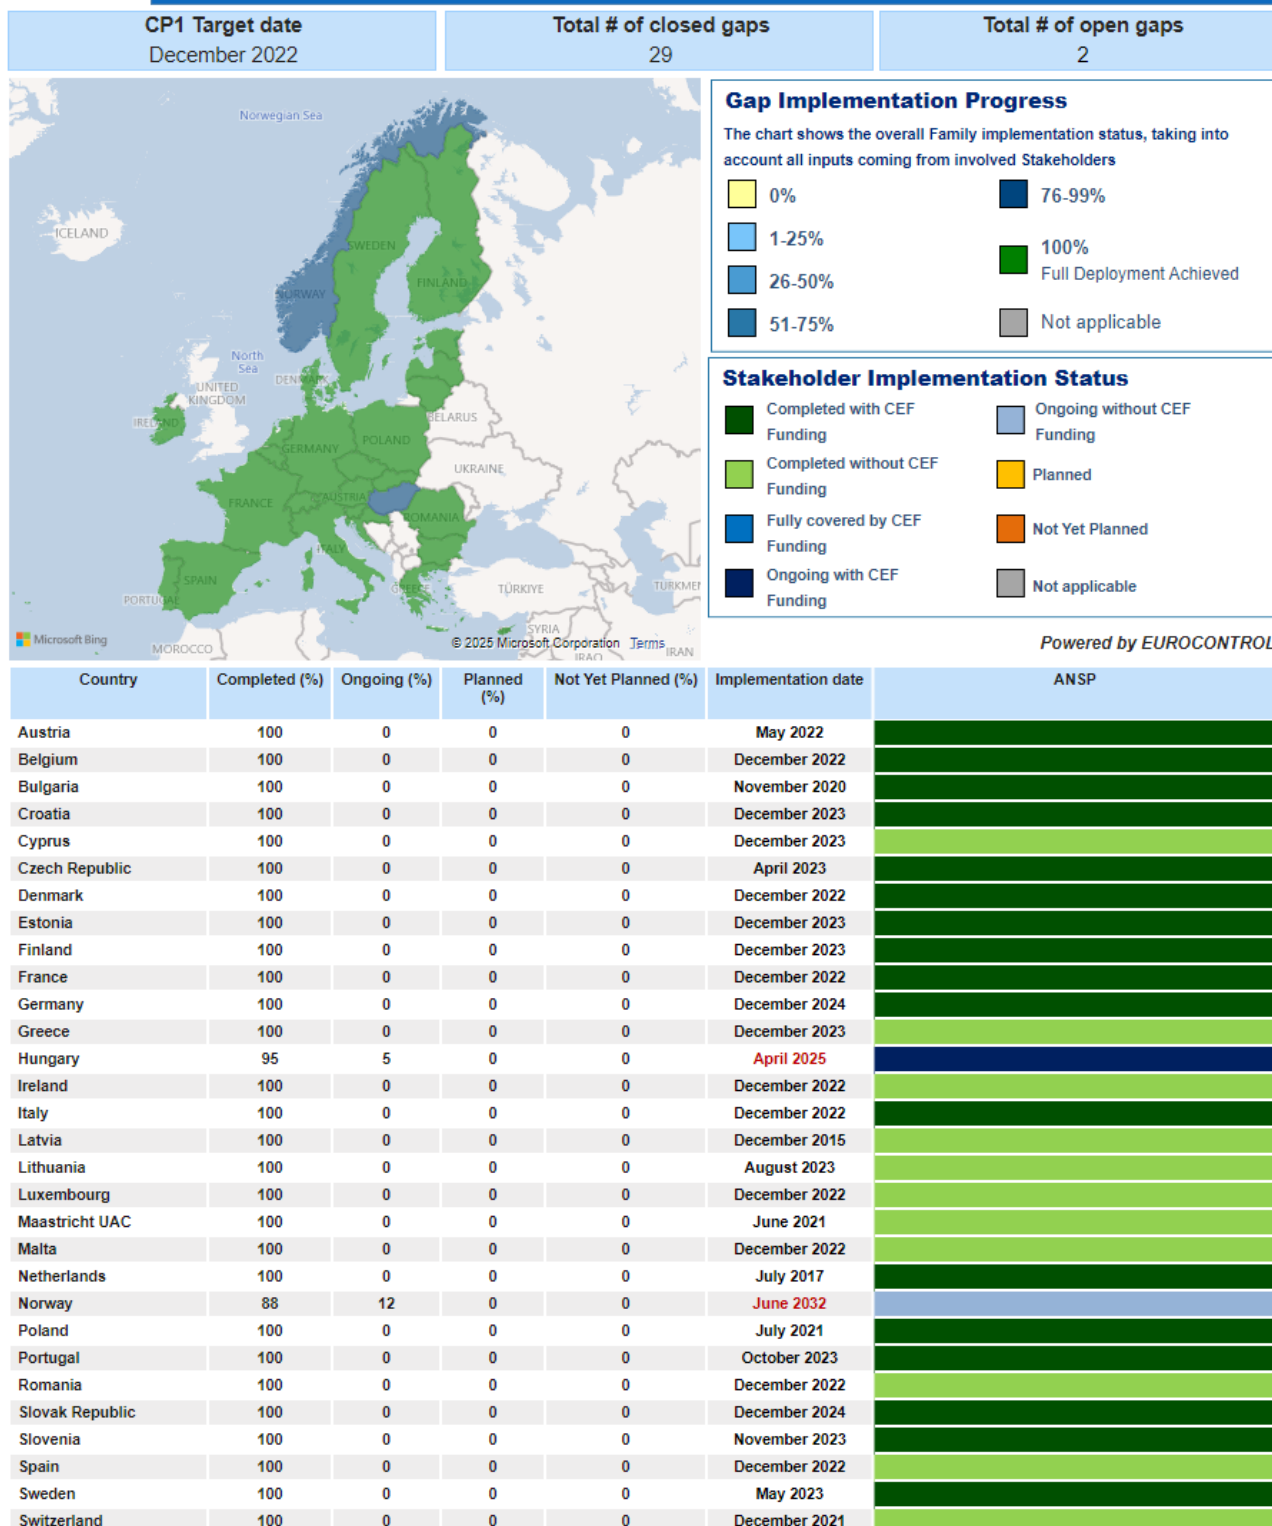 CP1 Target date
December 2022
Total # of closed gaps
29
Total # of open gaps
2
Norwegian Sea
ICELAND
SWEDEN
FINLAND
NORWAY
North
Sea
DENMARK
UNITED
KINGDOM
IRELAND
BELARUS
POLAND
GERMANY
UKRAINE
FRANCE
AUSTRIA
ROMANIA
ITALY
SPAIN
PORTUGAL
GREECE
TÜRKIYE
TURKMEN
SYRIA
IRAQ
IRAN
MOROCCO
Microsoft Bing
© 2025 Microsoft Corporation Terms
Gap Implementation Progress
The chart shows the overall Family implementation status, taking into
account all inputs coming from involved Stakeholders
0%
1-25%
26-50%
51-75%
76-99%
100%
Full Deployment Achieved
Not applicable
Stakeholder Implementation Status
Completed with CEF
Funding
Completed without CEF
Funding
Fully covered by CEF
Funding
Ongoing with CEF
Funding
Ongoing without CEF
Funding
Planned
Not Yet Planned
Not applicable
Powered by EUROCONTROL
Country Completed (%) Ongoing (%) Planned (%) Not Yet Planned (%) Implementation date ANSP
Austria 100 0 0 0 May 2022
Belgium 100 0 0 0 December 2022
Bulgaria 100 0 0 0 November 2020
Croatia 100 0 0 0 December 2023
Cyprus 100 0 0 0 December 2023
Czech Republic 100 0 0 0 April 2023
Denmark 100 0 0 0 December 2022
Estonia 100 0 0 0 December 2023
Finland 100 0 0 0 December 2023
France 100 0 0 0 December 2022
Germany 100 0 0 0 December 2024
Greece 100 0 0 0 December 2023
Hungary 95 5 0 0 April 2025
Ireland 100 0 0 0 December 2022
Italy 100 0 0 0 December 2022
Latvia 100 0 0 0 December 2015
Lithuania 100 0 0 0 August 2023
Luxembourg 100 0 0 0 December 2022
Maastricht UAC 100 0 0 0 June 2021
Malta 100 0 0 0 December 2022
Netherlands 100 0 0 0 July 2017
Norway 88 12 0 0 June 2032
Poland 100 0 0 0 July 2021
Portugal 100 0 0 0 October 2023
Romania 100 0 0 0 December 2022
Slovak Republic 100 0 0 0 December 2024
Slovenia 100 0 0 0 November 2023
Spain 100 0 0 0 December 2022
Sweden 100 0 0 0 May 2023
Switzerland 100 0 0 0 December 2021